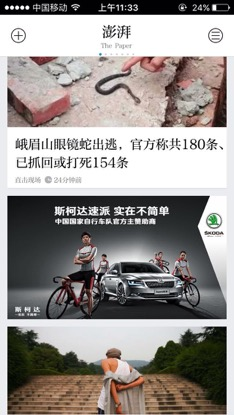 中国移动 上午11:33 24%
澎湃
The Paper
峨眉山眼镜蛇出逃，官方称共180条、
已抓回或打死154条
直击现场 24分钟前
斯柯达速派 实在不简单
中国国家自行车队官方主赞助商
ŠKODA
斯柯达